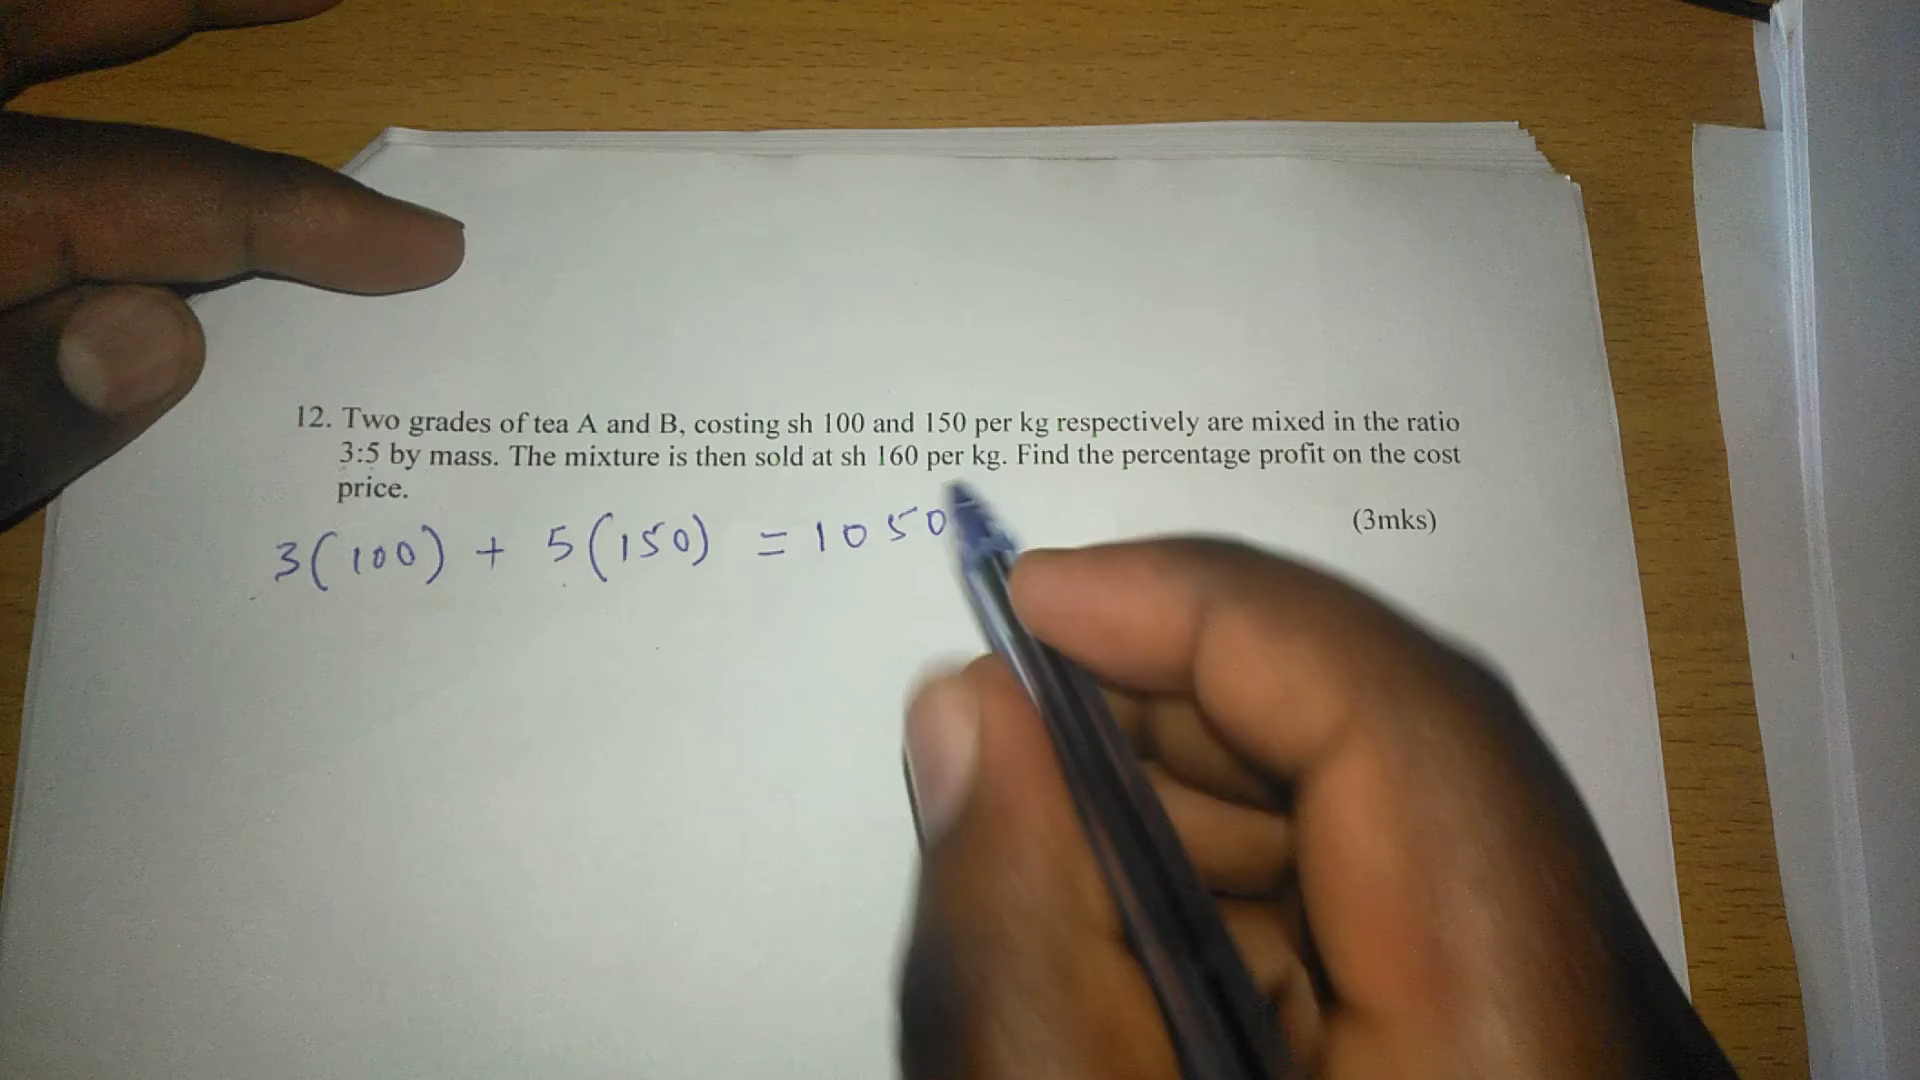 12. Two grades of tea A and B, costing sh 100 and 150 per kg respectively are mixed in the ratio
3:5 by mass. The mixture is then sold at sh 160 per kg. Find the percentage profit on the cost
price.
(3mks)
3(100) + 5(150) = 1050